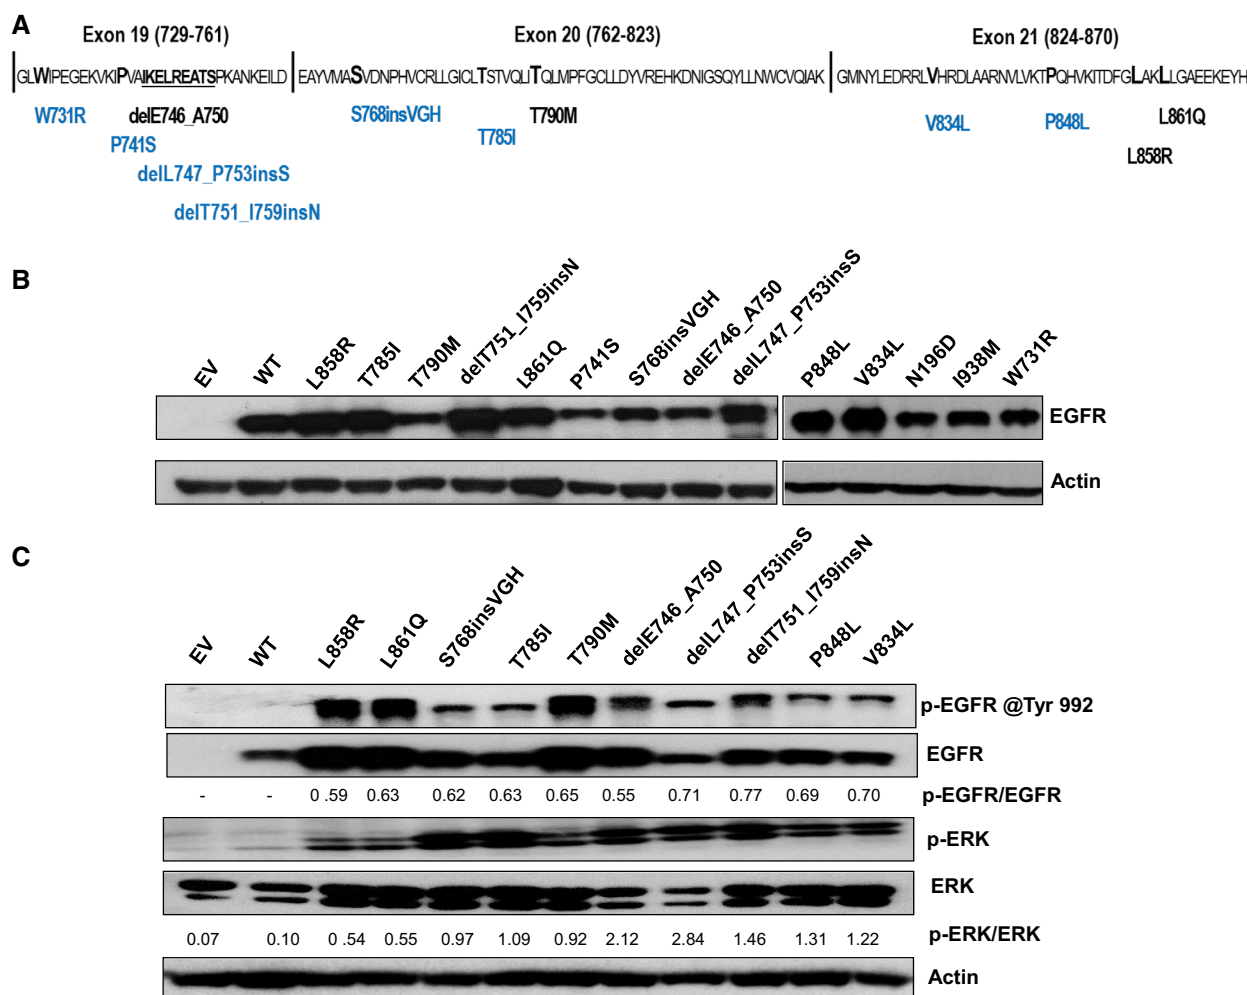 A
Exon 19 (729-761) Exon 20 (762-823) Exon 21 (824-870)
GLWIPEGEKVKIPVAIKELREATSPKANKEILD EAYVMASVDNPHVCRLLGICLTSTVQLITQLMPFGCLLDYVREHKDNIGSQYLLNWCVQIAK GMNYLEDRRLVHRDLAARNVLVKTPQHVKITDFGLAKLLGAEEKEYH
W731R delE746_A750 S768insVGH T790M V834L P848L L861Q
P741S T785I L858R
delL747_P753insS
delT751_I759insN
B
EV WT L858R T785I T790M delT751_I759insN L861Q P741S S768insVGH delE746_A750 delL747_P753insS P848L V834L N196D I938M W731R
EGFR
Actin
C
EV WT L858R L861Q S768insVGH T785I T790M delE746_A750 delL747_P753insS delT751_I759insN P848L V834L
p-EGFR @Tyr 992
EGFR
- - 0 .59 0.63 0.62 0.63 0.65 0.55 0.71 0.77 0.69 0.70 p-EGFR/EGFR
p-ERK
ERK
0.07 0.10 0 .54 0.55 0.97 1.09 0.92 2.12 2.84 1.46 1.31 1.22 p-ERK/ERK
Actin